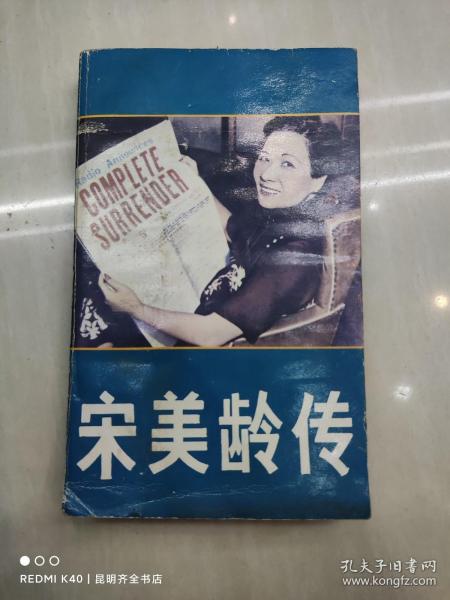 Radio Announces
COMPLETE
SURRENDER
宋美龄传
REDMI K40 | 昆明齐全书店
孔夫子旧书网
www.kongfz.com